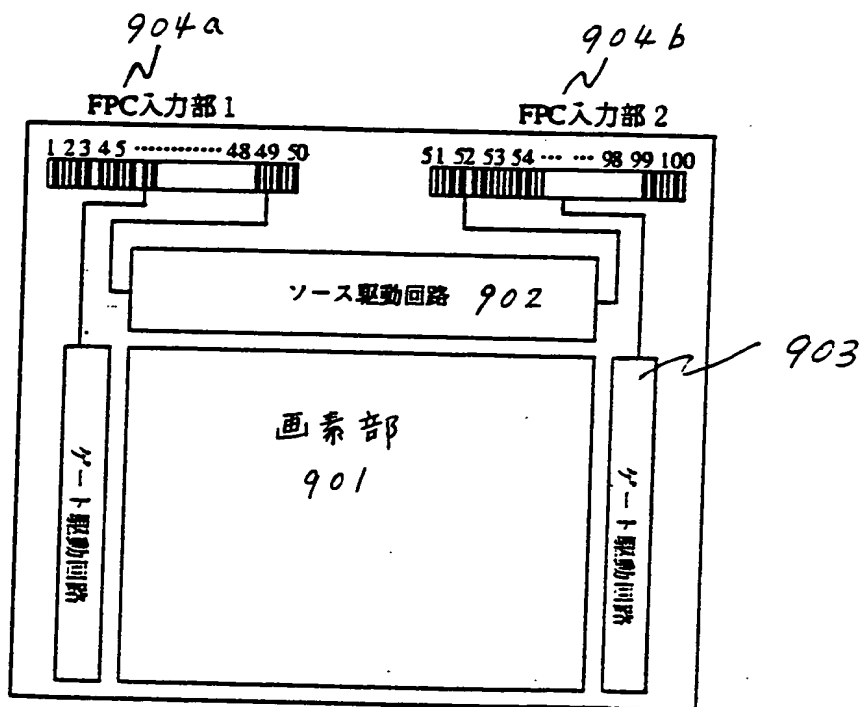 904a
904b
FPC入力部 1
FPC入力部 2
1 2 3 4 5 ············ 48 49 50
51 52 53 54 ··· ··· 98 99 100
ソース駆動回路 902
903
画素部
901
ゲート駆動回路
ゲート駆動回路